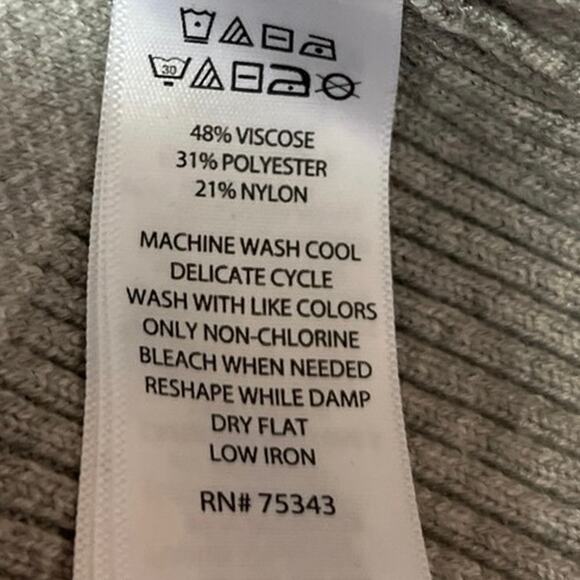 30
48% VISCOSE
31% POLYESTER
21% NYLON
MACHINE WASH COOL
DELICATE CYCLE
WASH WITH LIKE COLORS
ONLY NON-CHLORINE
BLEACH WHEN NEEDED
RESHAPE WHILE DAMP
DRY FLAT
LOW IRON
RN# 75343